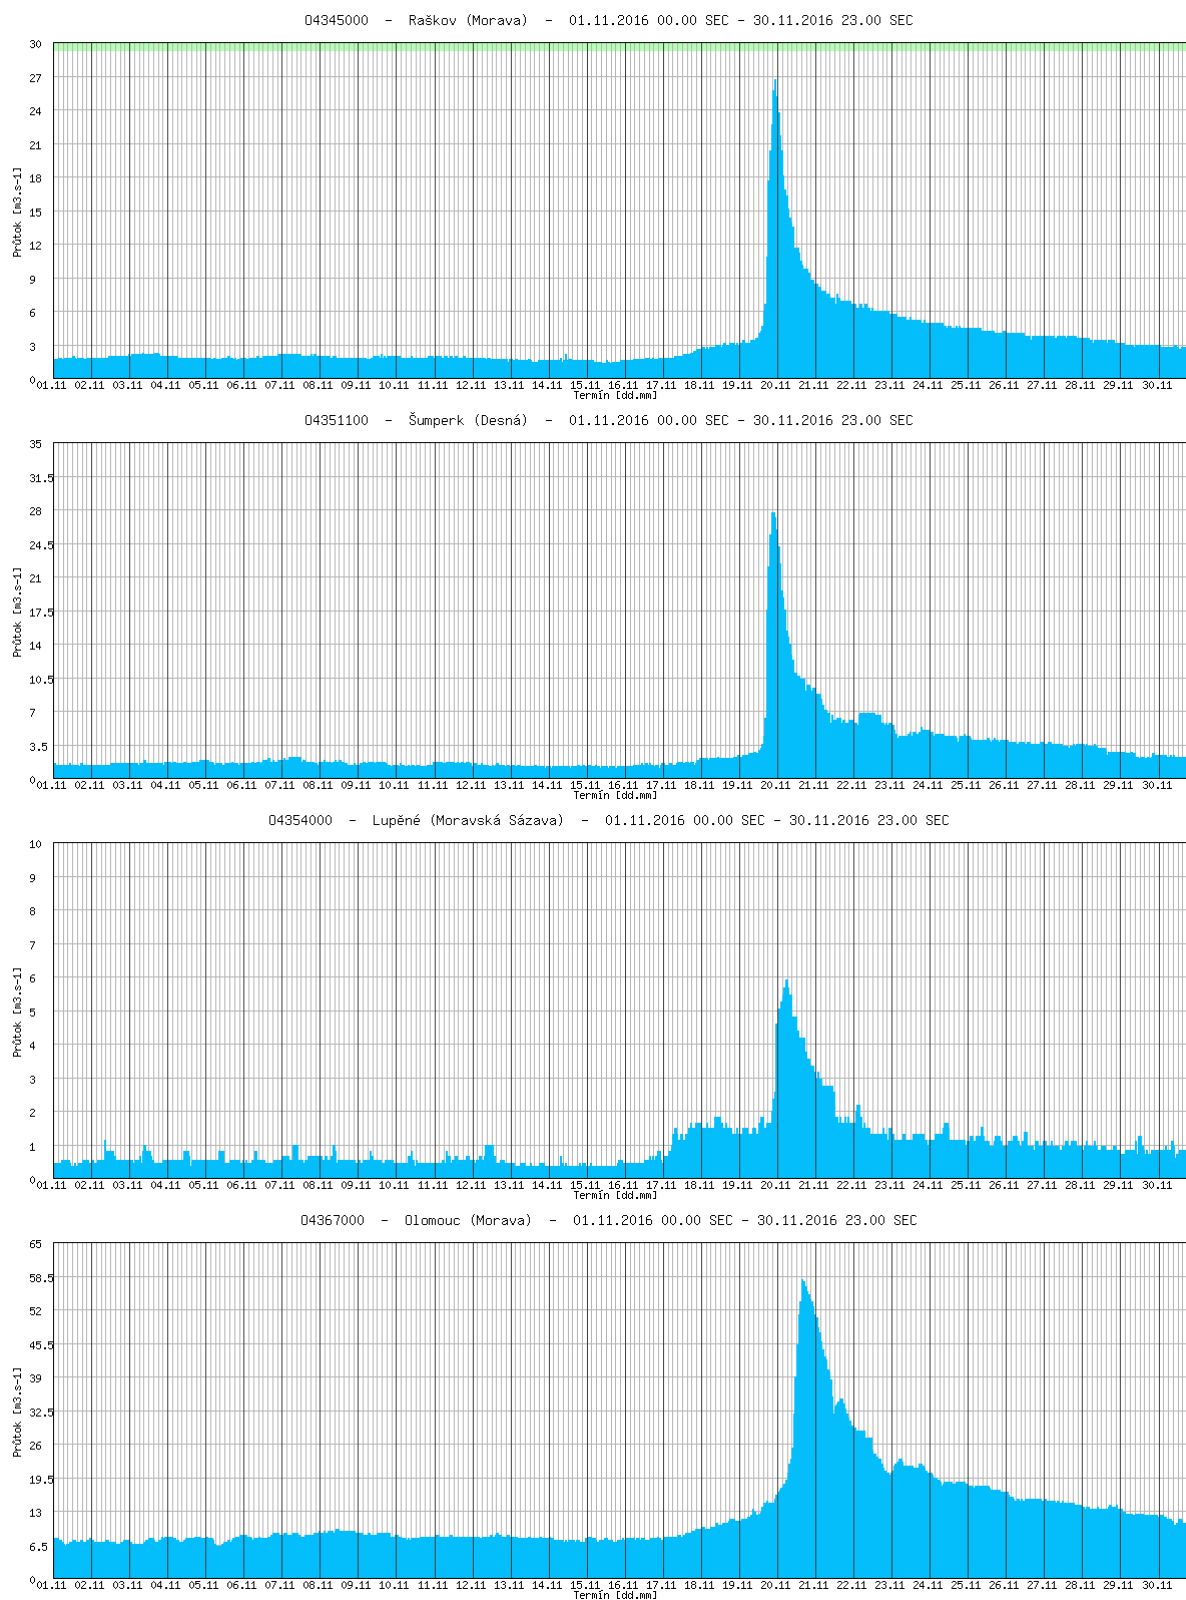 04345000 - Raškov (Morava) - 01.11.2016 00.00 SEC - 30.11.2016 23.00 SEC
30
27
24
21
18
15
12
9
6
3
0
Průtok [m3.s-1]
01.11 02.11 03.11 04.11 05.11 06.11 07.11 08.11 09.11 10.11 11.11 12.11 13.11 14.11 15.11 16.11 17.11 18.11 19.11 20.11 21.11 22.11 23.11 24.11 25.11 26.11 27.11 28.11 29.11 30.11
Termín [dd.mm]
04351100 - Šumperk (Desná) - 01.11.2016 00.00 SEC - 30.11.2016 23.00 SEC
35
31.5
28
24.5
21
17.5
14
10.5
7
3.5
0
Průtok [m3.s-1]
01.11 02.11 03.11 04.11 05.11 06.11 07.11 08.11 09.11 10.11 11.11 12.11 13.11 14.11 15.11 16.11 17.11 18.11 19.11 20.11 21.11 22.11 23.11 24.11 25.11 26.11 27.11 28.11 29.11 30.11
Termín [dd.mm]
04354000 - Lupěné (Moravská Sázava) - 01.11.2016 00.00 SEC - 30.11.2016 23.00 SEC
10
9
8
7
6
5
4
3
2
1
0
Průtok [m3.s-1]
01.11 02.11 03.11 04.11 05.11 06.11 07.11 08.11 09.11 10.11 11.11 12.11 13.11 14.11 15.11 16.11 17.11 18.11 19.11 20.11 21.11 22.11 23.11 24.11 25.11 26.11 27.11 28.11 29.11 30.11
Termín [dd.mm]
04367000 - Olomouc (Morava) - 01.11.2016 00.00 SEC - 30.11.2016 23.00 SEC
65
58.5
52
45.5
39
32.5
26
19.5
13
6.5
0
Průtok [m3.s-1]
01.11 02.11 03.11 04.11 05.11 06.11 07.11 08.11 09.11 10.11 11.11 12.11 13.11 14.11 15.11 16.11 17.11 18.11 19.11 20.11 21.11 22.11 23.11 24.11 25.11 26.11 27.11 28.11 29.11 30.11
Termín [dd.mm]